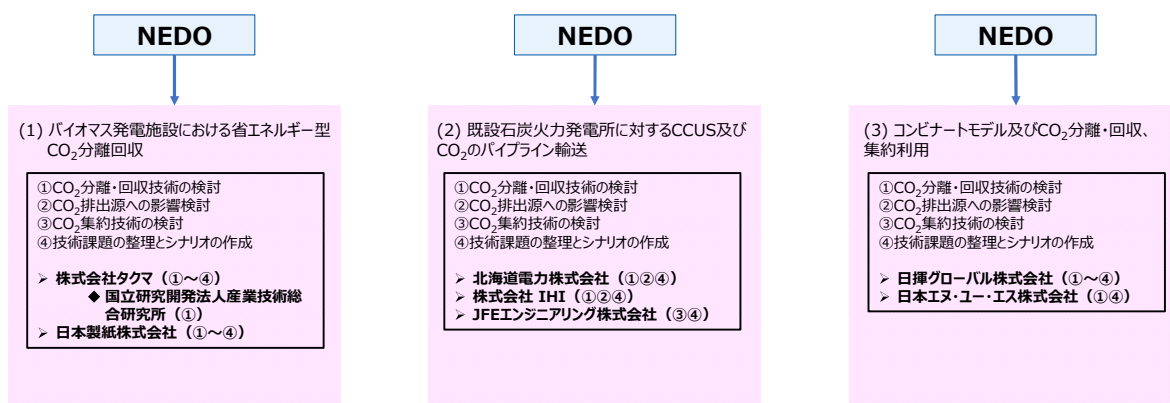 NEDO
(1) バイオマス発電施設における省エネルギー型
CO₂分離回収
①CO₂分離・回収技術の検討
②CO₂排出源への影響検討
③CO₂集約技術の検討
④技術課題の整理とシナリオの作成
➢ 株式会社タクマ（①～④）
◆ 国立研究開発法人産業技術総
合研究所（①）
➢ 日本製紙株式会社（①～④）
NEDO
(2) 既設石炭火力発電所に対するCCUS及び
CO₂のパイプライン輸送
①CO₂分離・回収技術の検討
②CO₂排出源への影響検討
③CO₂集約技術の検討
④技術課題の整理とシナリオの作成
➢ 北海道電力株式会社（①②④）
➢ 株式会社 IHI（①②④）
➢ JFEエンジニアリング株式会社（③④）
NEDO
(3) コンビナートモデル及びCO₂分離・回収、
集約利用
①CO₂分離・回収技術の検討
②CO₂排出源への影響検討
③CO₂集約技術の検討
④技術課題の整理とシナリオの作成
➢ 日揮グローバル株式会社（①～④）
➢ 日本エヌ・ユー・エス株式会社（①④）